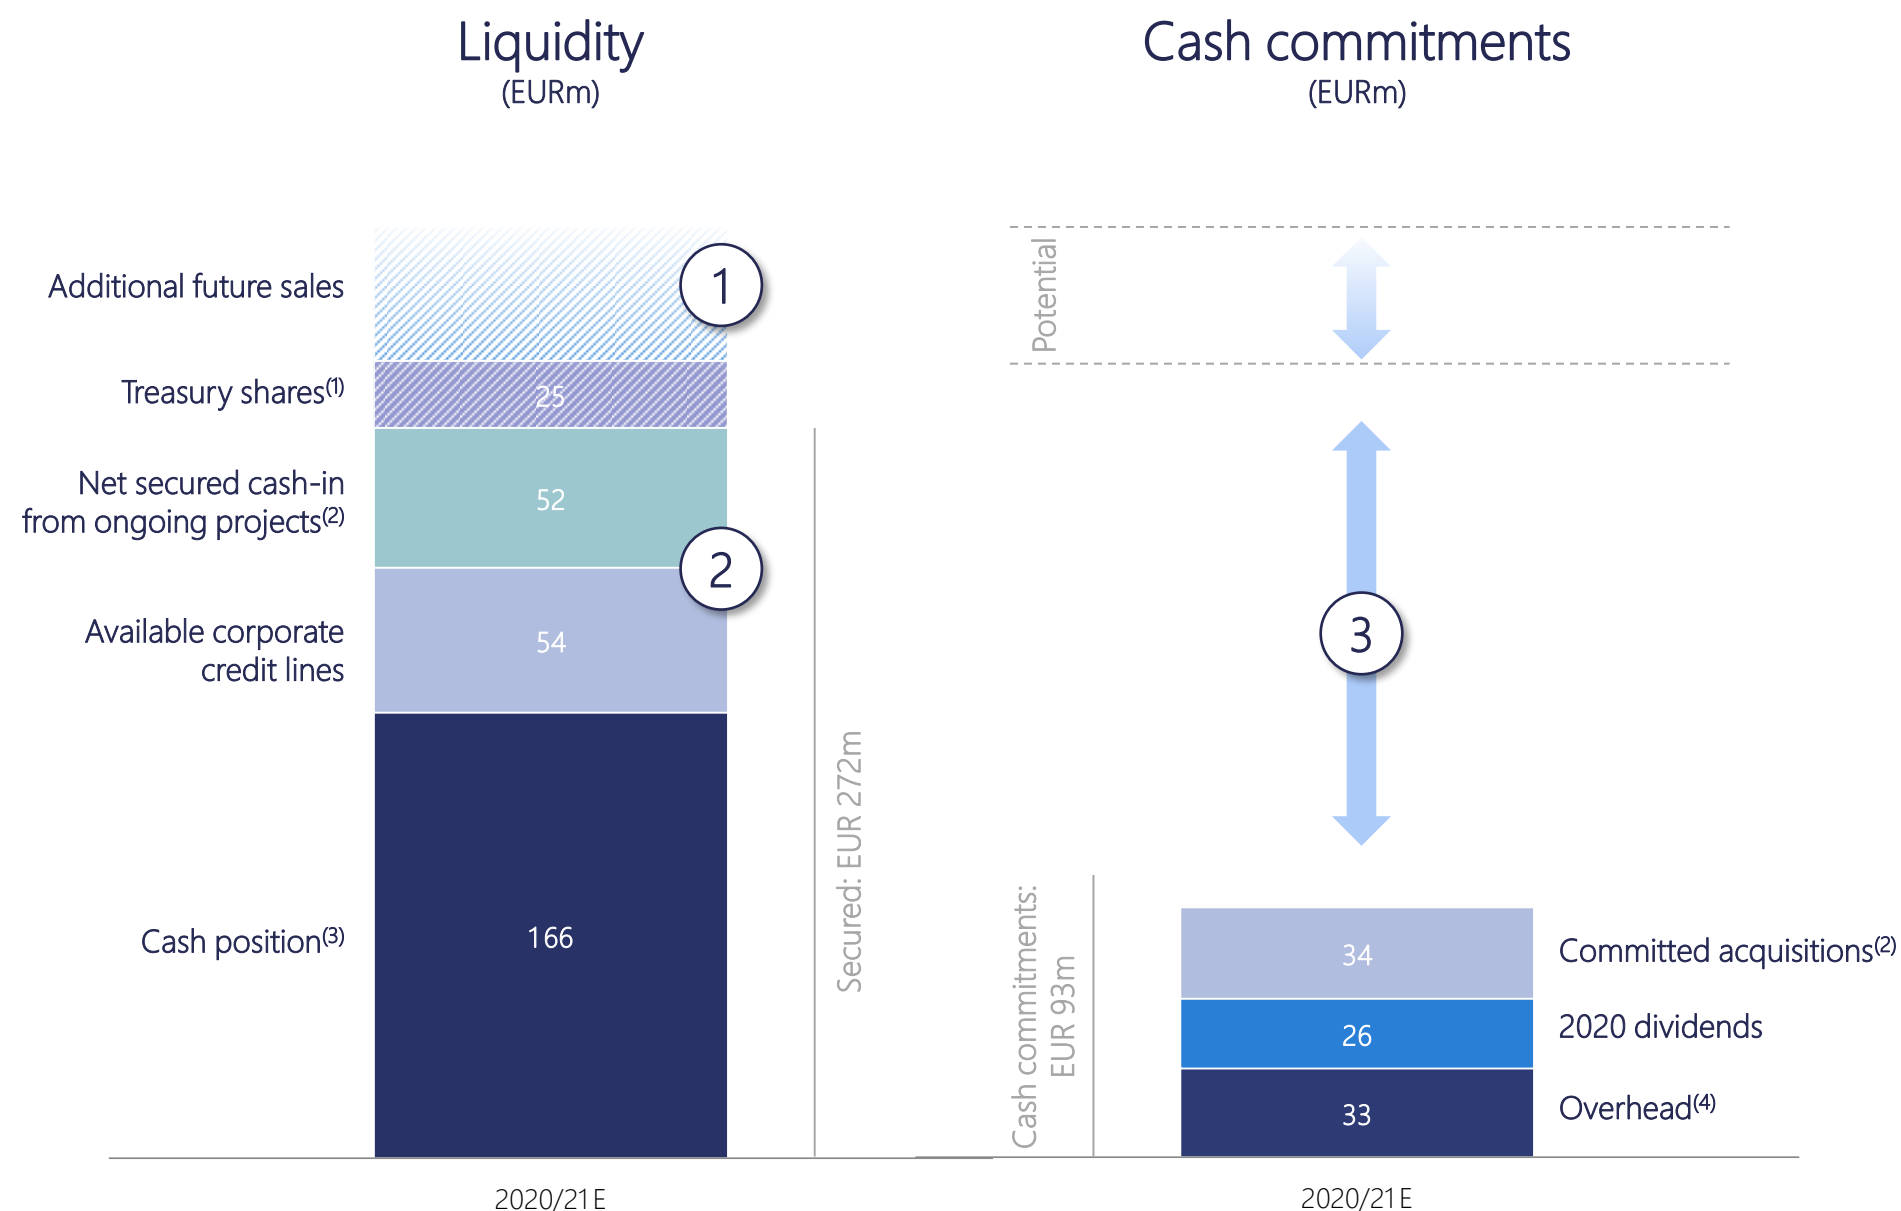 Liquidity
(EURm)
Additional future sales
1
Treasury shares(1)
25
Net secured cash-in
from ongoing projects(2)
52
2
Available corporate
credit lines
54
Cash position(3)
166
Secured: EUR 272m
2020/21E
Cash commitments
(EURm)
Potential
3
Cash commitments:
EUR 93m
34
Committed acquisitions(2)
26
2020 dividends
33
Overhead(4)
2020/21E